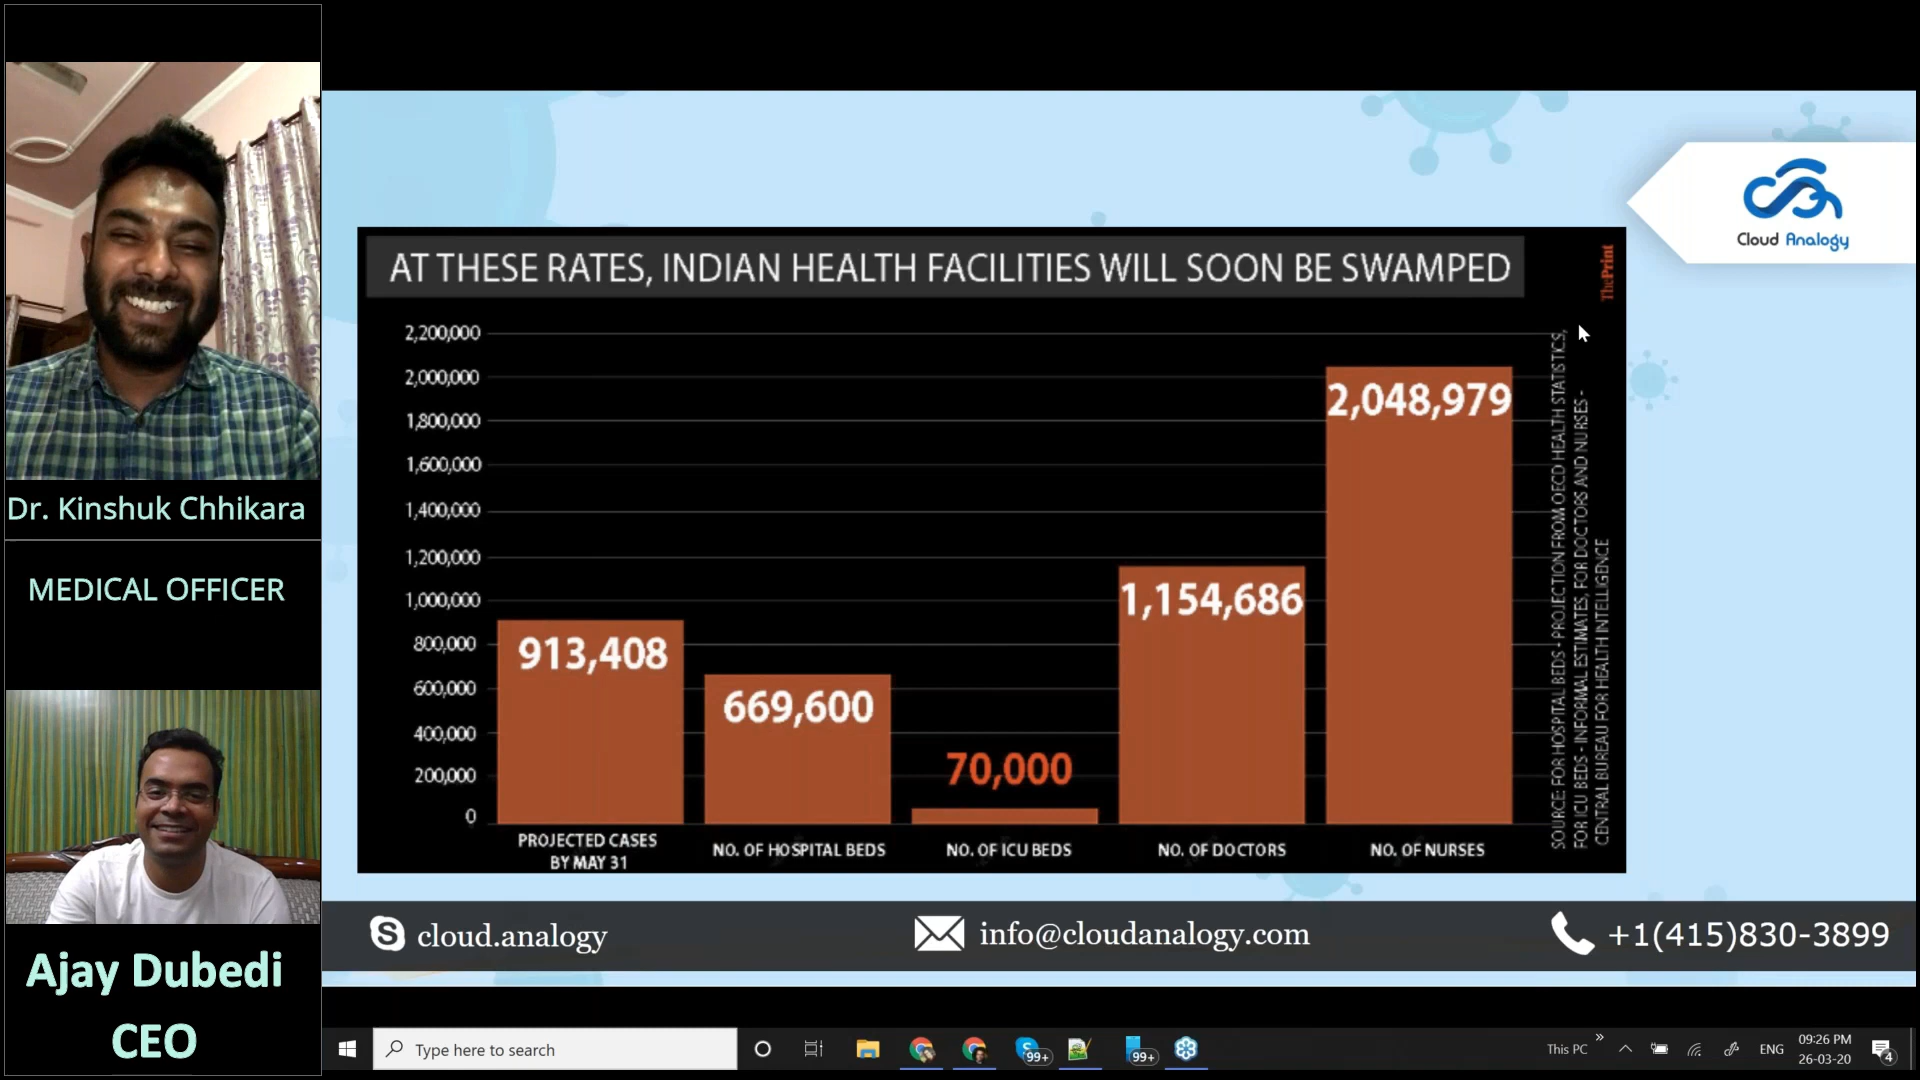 Dr. Kinshuk Chhikara
MEDICAL OFFICER
Ajay Dubedi
CEO
Cloud Analogy
AT THESE RATES, INDIAN HEALTH FACILITIES WILL SOON BE SWAMPED
ThePrint
2,200,000
2,000,000
1,800,000
1,600,000
1,400,000
1,200,000
1,000,000
800,000
600,000
400,000
200,000
0
913,408
669,600
70,000
1,154,686
2,048,979
PROJECTED CASES
BY MAY 31
NO. OF HOSPITAL BEDS
NO. OF ICU BEDS
NO. OF DOCTORS
NO. OF NURSES
SOURCE: FOR HOSPITAL BEDS - PROJECTION FROM OECD HEALTH STATISTICS,
FOR ICU BEDS - INFORMAL ESTIMATES, FOR DOCTORS AND NURSES -
CENTRAL BUREAU FOR HEALTH INTELLIGENCE
cloud.analogy
info@cloudanalogy.com
+1(415)830-3899
Type here to search
99+
99+
This PC
ENG
09:26 PM
26-03-20
4